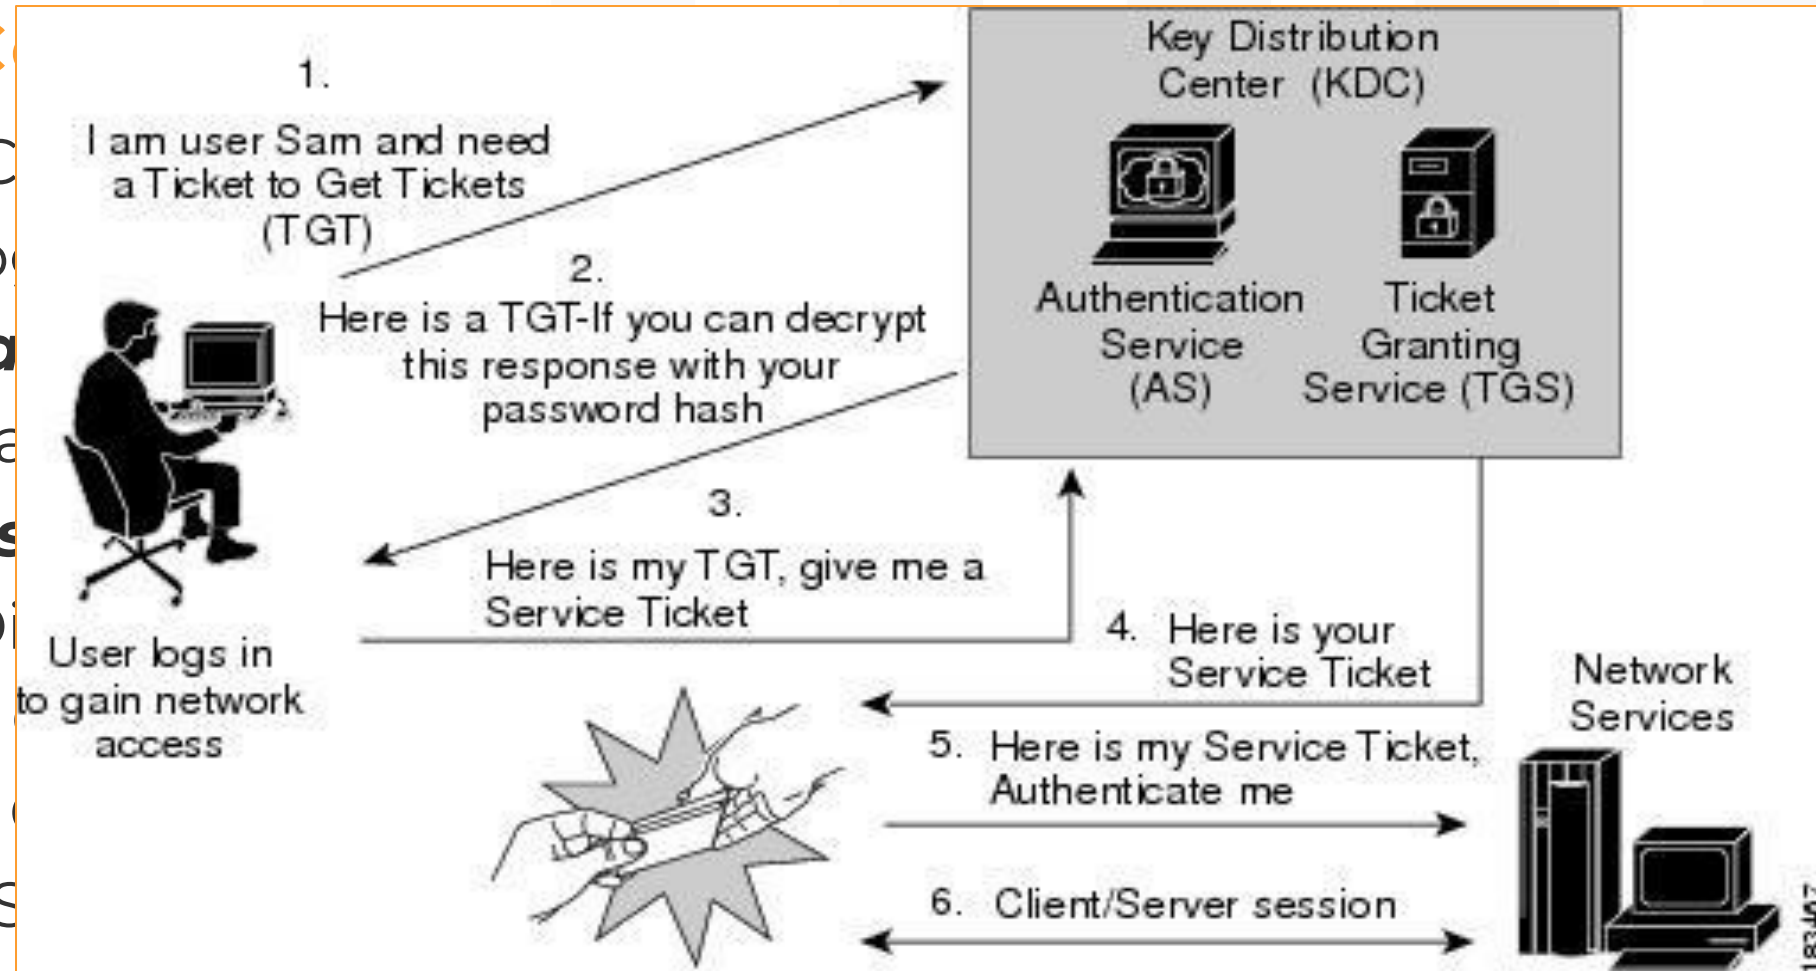 Key Distribution
Center (KDC)
1.
I am user Sam and need
a Ticket to Get Tickets
(TGT)
2.
Here is a TGT-If you can decrypt
this response with your
password hash
Authentication
Service
(AS)
Ticket
Granting
Service (TGS)
3.
Here is my TGT, give me a
Service Ticket
User logs in
to gain network
access
4. Here is your
Service Ticket
Network
Services
5. Here is my Service Ticket,
Authenticate me
6. Client/Server session